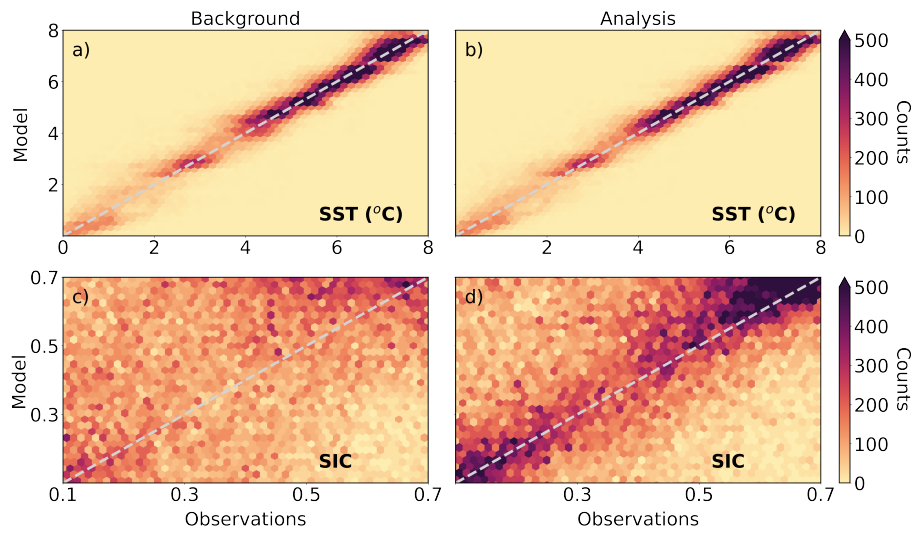 Background
Analysis
8
6
4
2
Model
a)
SST (°C)
0 2 4 6 8
b)
SST (°C)
2 4 6 8
500
400
300
200
100
0
Counts
0.7
0.5
0.3
Model
c)
SIC
0.1 0.3 0.5 0.7
Observations
d)
SIC
0.3 0.5 0.7
Observations
500
400
300
200
100
0
Counts